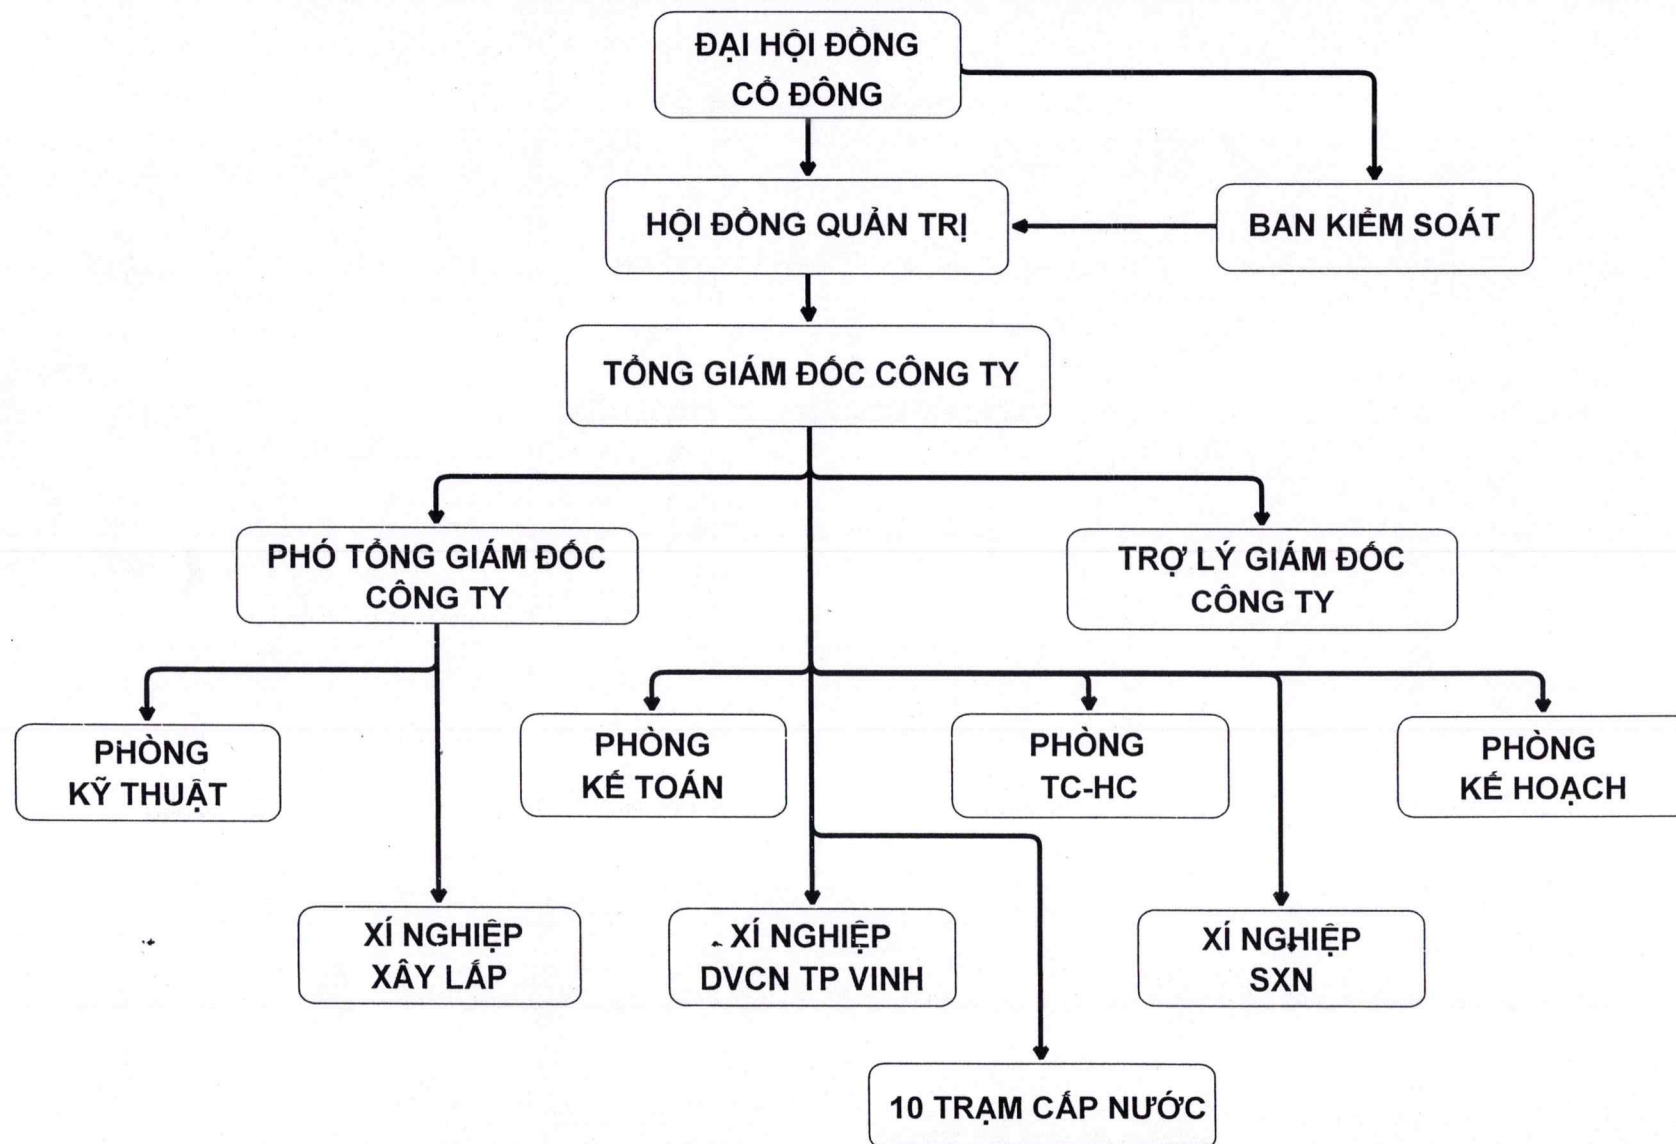 ĐẠI HỘI ĐỒNG
CỔ ĐÔNG
HỘI ĐỒNG QUẢN TRỊ
BAN KIỂM SOÁT
TỔNG GIÁM ĐỐC CÔNG TY
PHÓ TỔNG GIÁM ĐỐC
CÔNG TY
TRỢ LÝ GIÁM ĐỐC
CÔNG TY
PHÒNG
KỸ THUẬT
PHÒNG
KẾ TOÁN
PHÒNG
TC-HC
PHÒNG
KẾ HOẠCH
XÍ NGHIỆP
XÂY LẮP
XÍ NGHIỆP
DVCN TP VINH
XÍ NGHIỆP
SXN
10 TRẠM CẤP NƯỚC